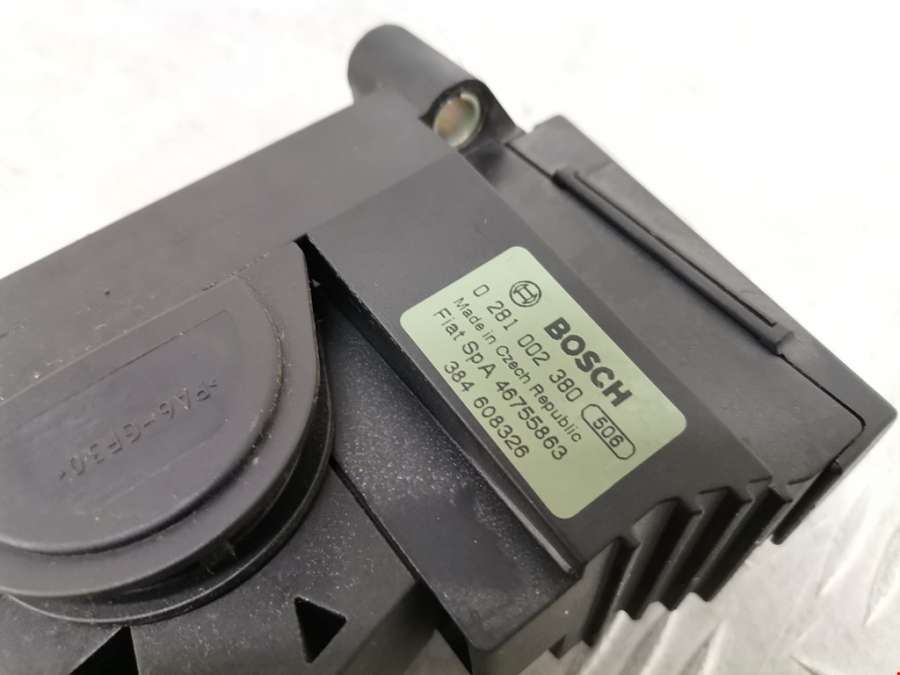 BOSCH
0 281 002 380 506
Made in Czech Republic
Fiat SpA 46755863
384 608326
>PA6-GF30<